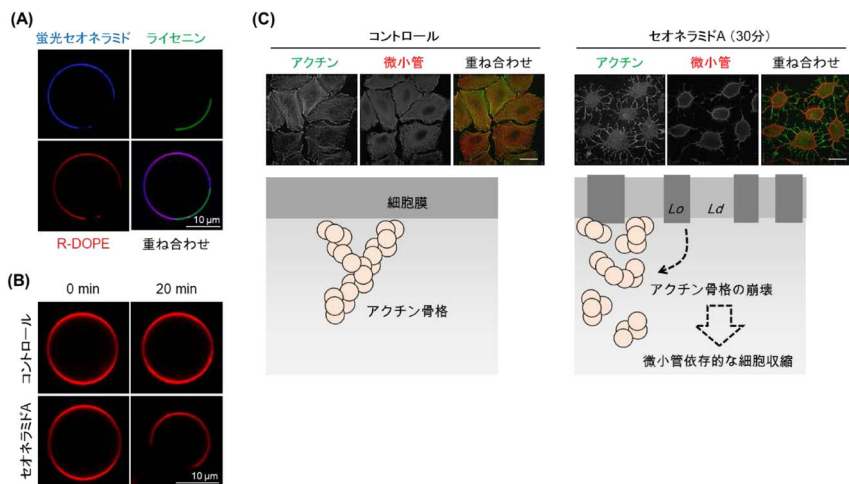 (A)
蛍光セオネラミド
ライセニン
R-DOPE
重ね合わせ
10 μm
(B)
0 min
20 min
コントロール
セオネラミドA
10 μm
(C)
コントロール
アクチン
微小管
重ね合わせ
細胞膜
アクチン骨格
セオネラミドA(30分)
アクチン
微小管
重ね合わせ
Lo
Ld
アクチン骨格の崩壊
微小管依存的な細胞収縮